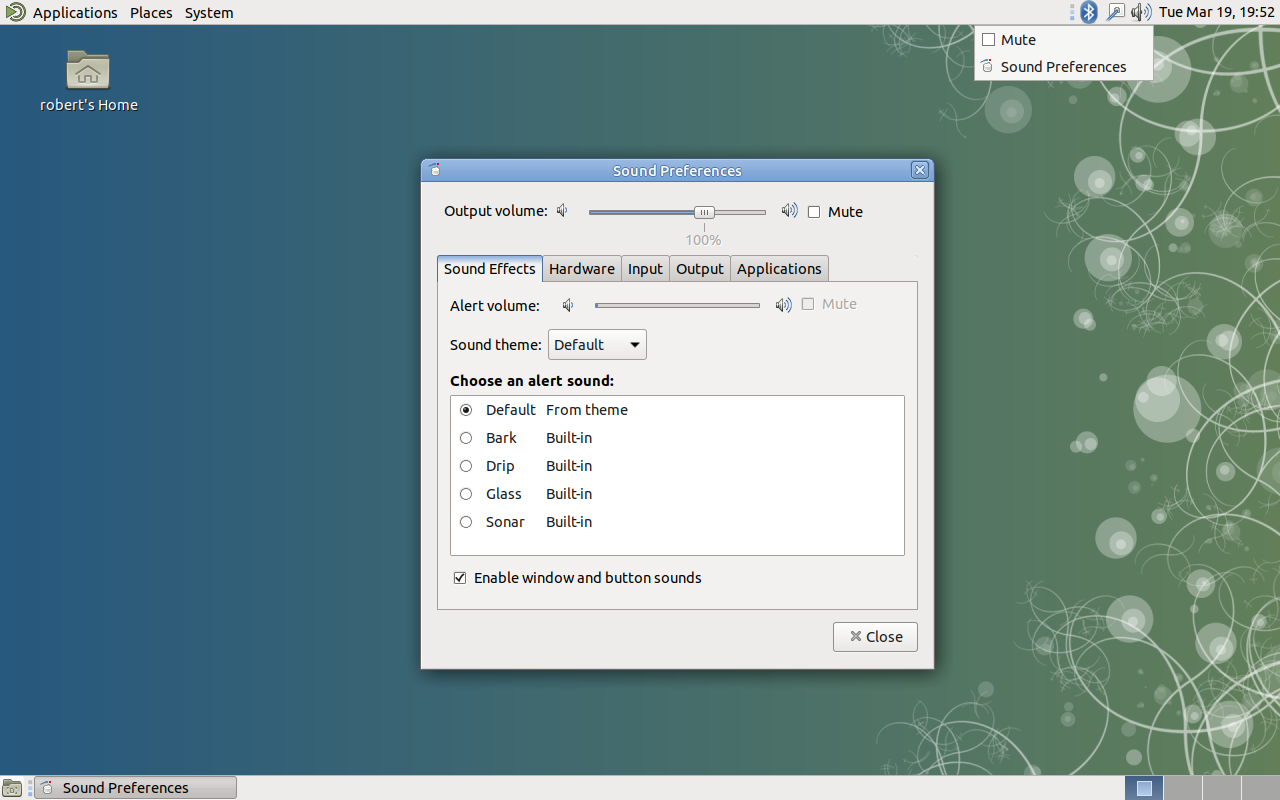 Applications Places System
Tue Mar 19, 19:52
Mute
Sound Preferences
robert's Home
Sound Preferences
Output volume:
Mute
100%
Sound Effects Hardware Input Output Applications
Alert volume:
Mute
Sound theme: Default
Choose an alert sound:
Default From theme
Bark Built-in
Drip Built-in
Glass Built-in
Sonar Built-in
Enable window and button sounds
Close
Sound Preferences